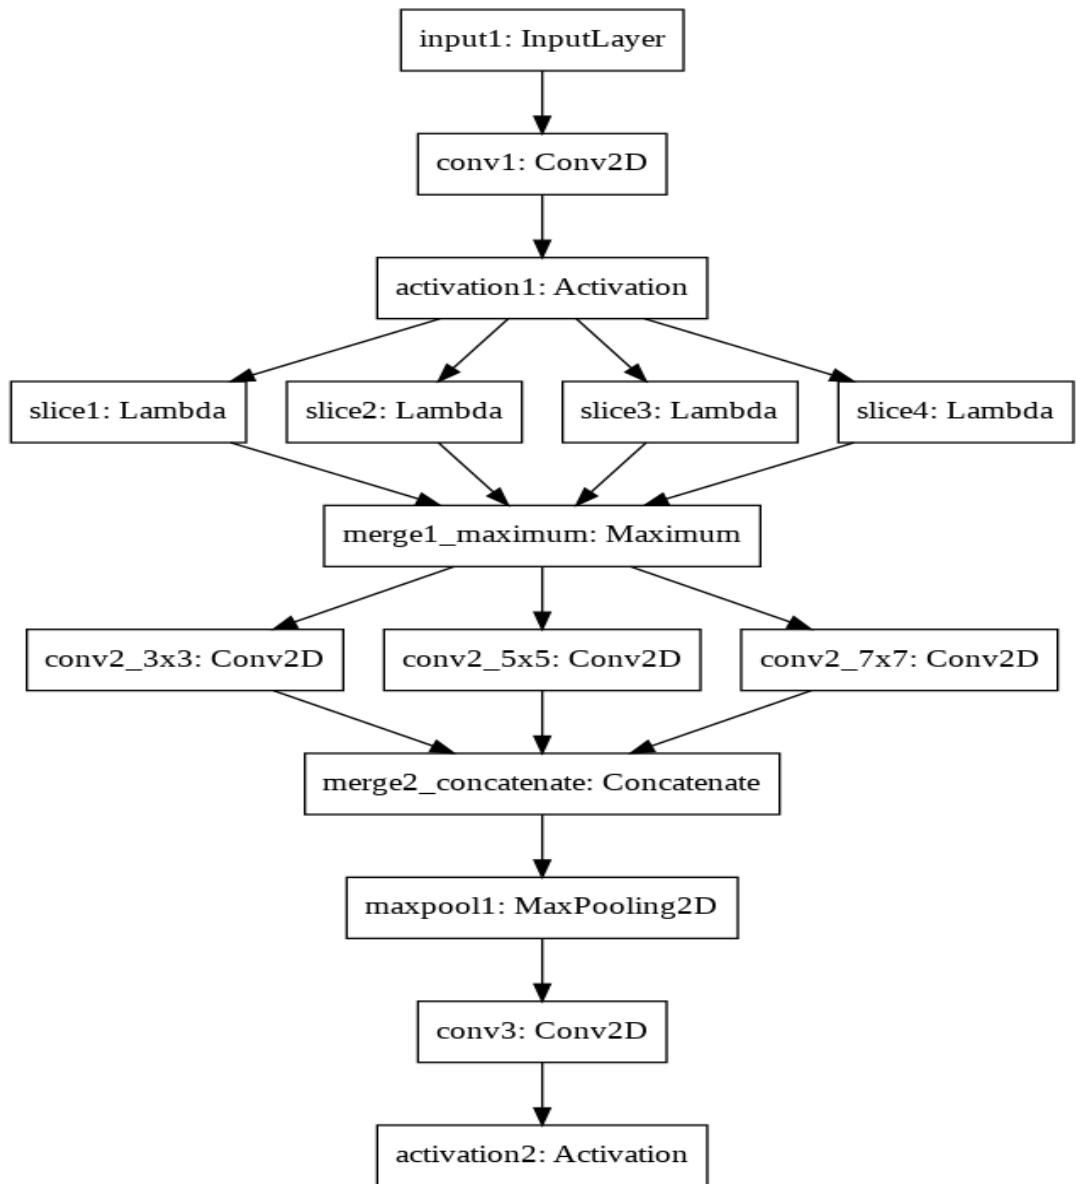 input1: InputLayer
conv1: Conv2D
activation1: Activation
slice1: Lambda
slice2: Lambda
slice3: Lambda
slice4: Lambda
merge1_maximum: Maximum
conv2_3x3: Conv2D
conv2_5x5: Conv2D
conv2_7x7: Conv2D
merge2_concatenate: Concatenate
maxpool1: MaxPooling2D
conv3: Conv2D
activation2: Activation